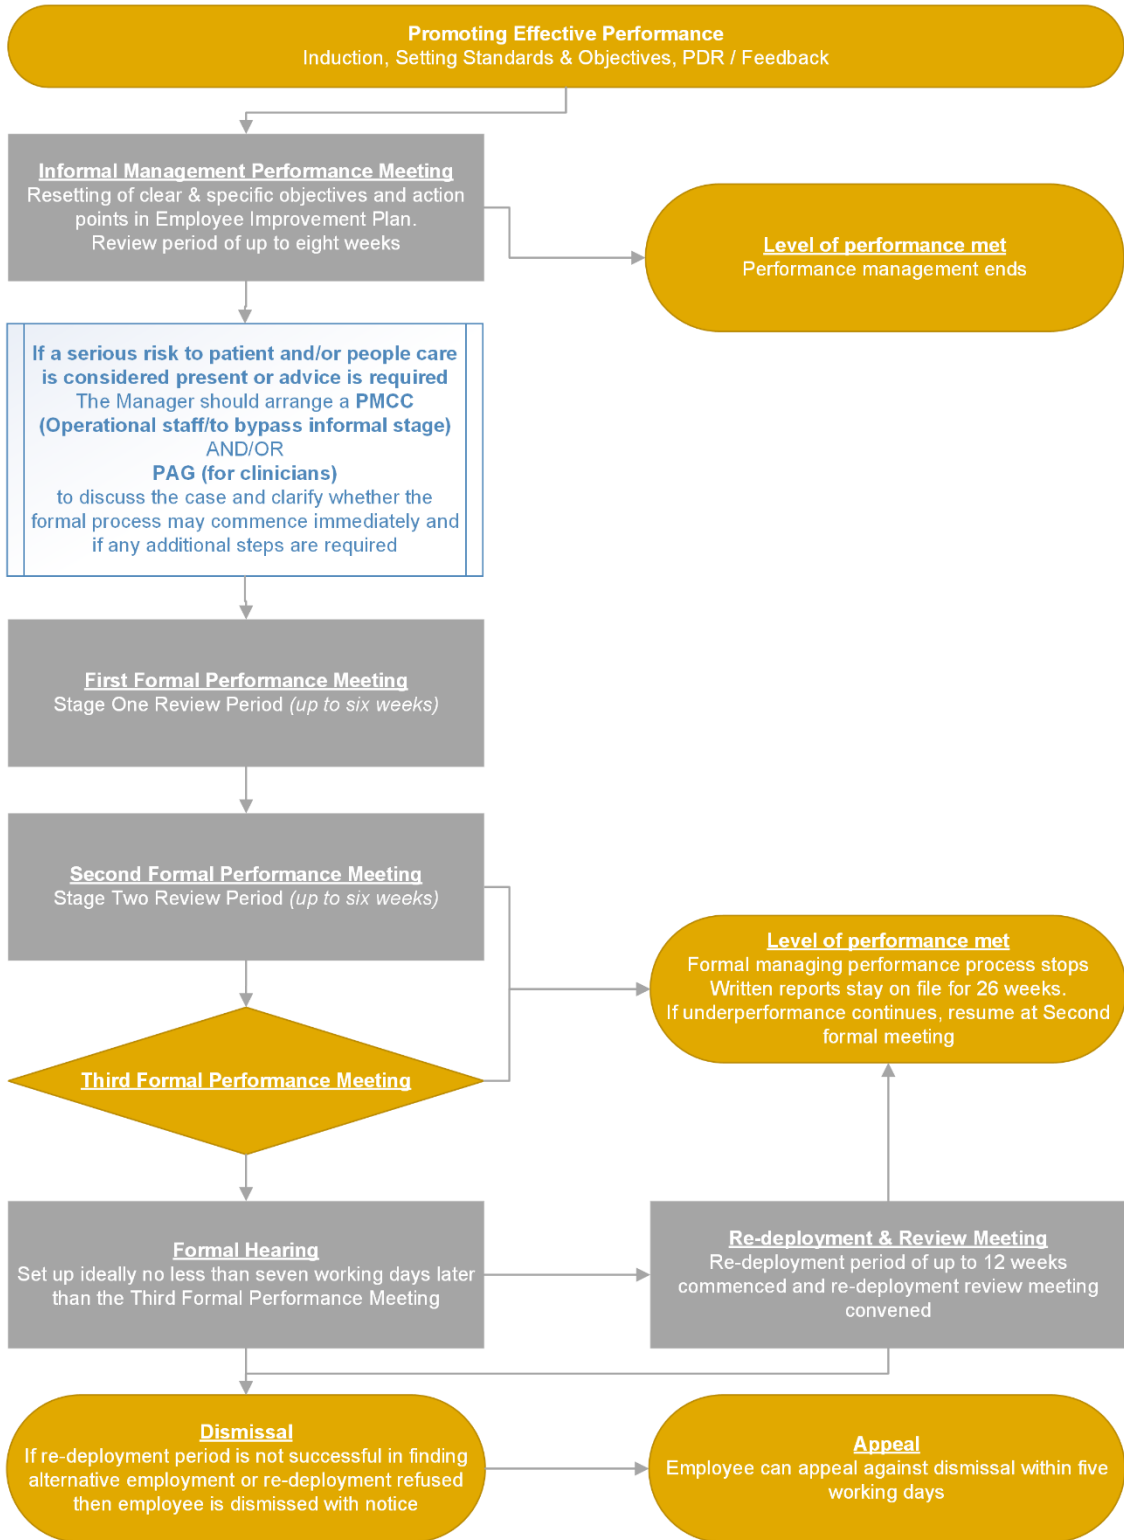 Promoting Effective Performance
Induction, Setting Standards & Objectives, PDR / Feedback
Informal Management Performance Meeting
Resetting of clear & specific objectives and action
points in Employee Improvement Plan.
Review period of up to eight weeks
Level of performance met
Performance management ends
If a serious risk to patient and/or people care
is considered present or advice is required
The Manager should arrange a PMCC
(Operational staff/to bypass informal stage)
AND/OR
PAG (for clinicians)
to discuss the case and clarify whether the
formal process may commence immediately and
if any additional steps are required
First Formal Performance Meeting
Stage One Review Period (up to six weeks)
Second Formal Performance Meeting
Stage Two Review Period (up to six weeks)
Level of performance met
Formal managing performance process stops
Written reports stay on file for 26 weeks.
If underperformance continues, resume at Second
formal meeting
Third Formal Performance Meeting
Formal Hearing
Set up ideally no less than seven working days later
than the Third Formal Performance Meeting
Re-deployment & Review Meeting
Re-deployment period of up to 12 weeks
commenced and re-deployment review meeting
convened
Dismissal
If re-deployment period is not successful in finding
alternative employment or re-deployment refused
then employee is dismissed with notice
Appeal
Employee can appeal against dismissal within five
working days